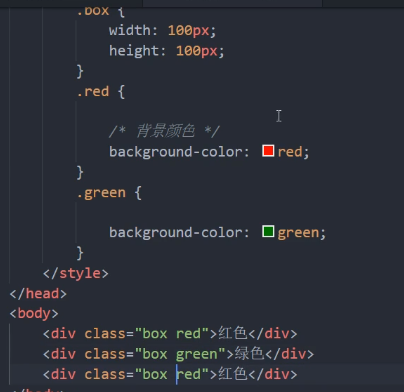 .box {
width: 100px;
height: 100px;
}
.red {
/* 背景颜色 */
background-color: red;
}
.green {
background-color: green;
}
</style>
</head>
<body>
<div class="box red">红色</div>
<div class="box green">绿色</div>
<div class="box red">红色</div>